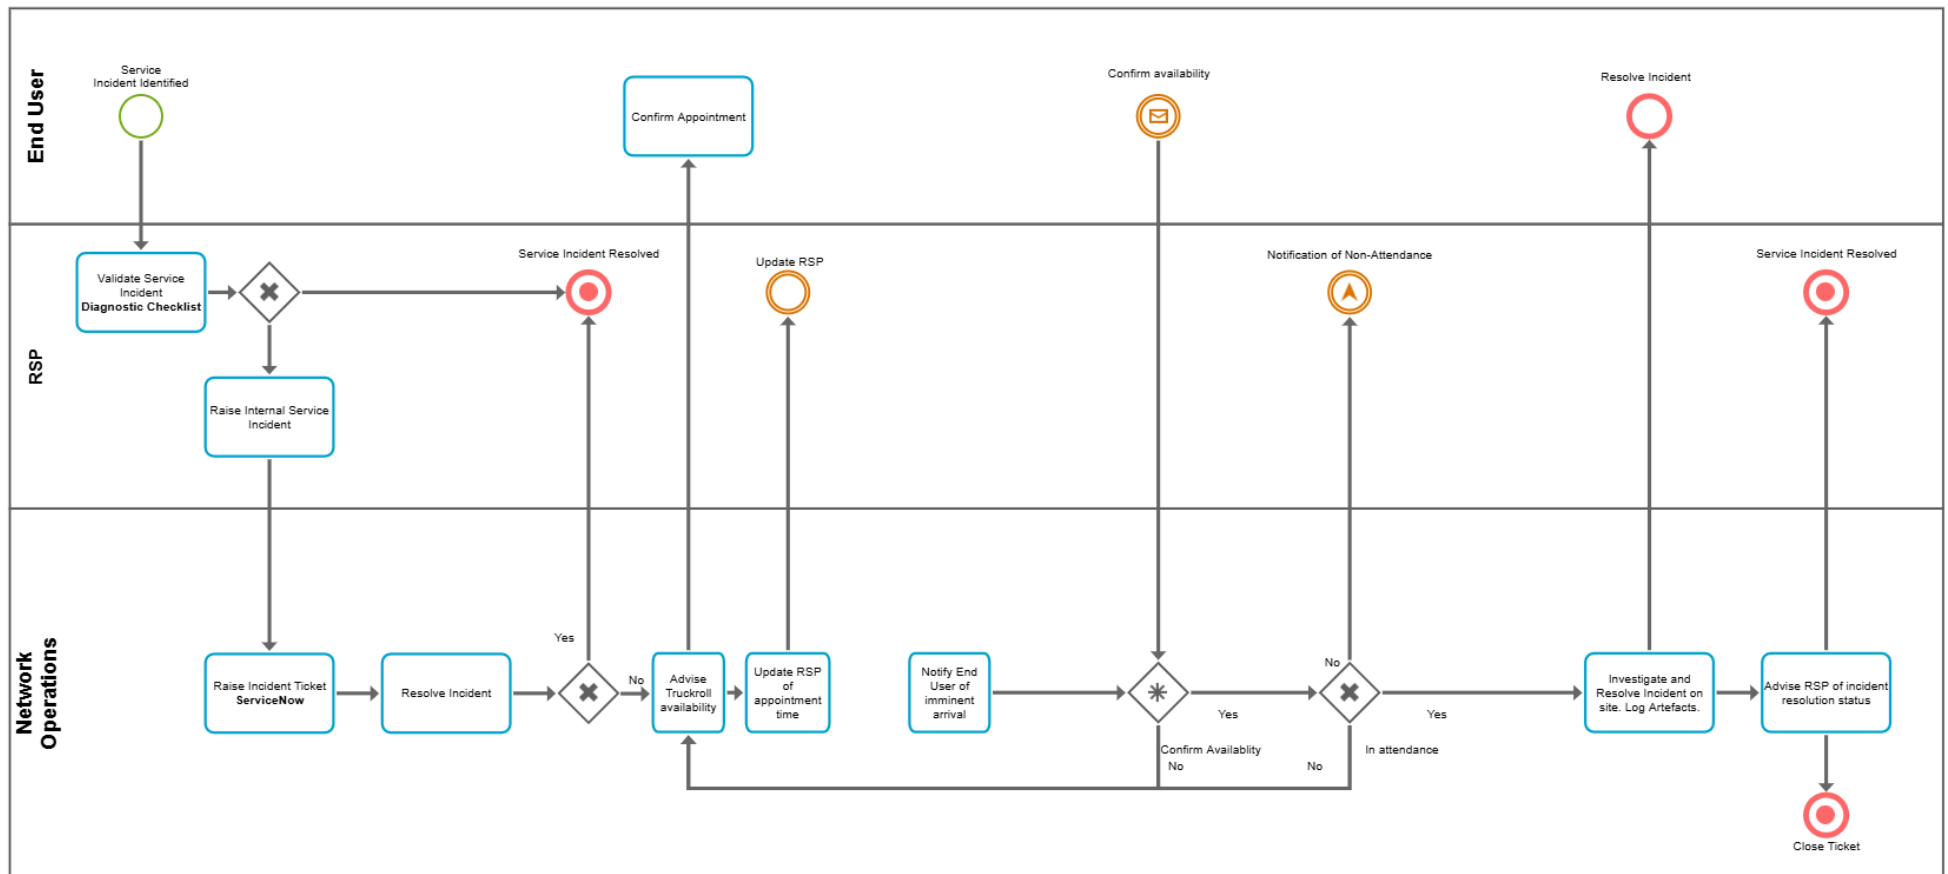 End User
Service
Incident Identified
Confirm Appointment
Confirm availability
Resolve Incident
RSP
Validate Service
Incident
Diagnostic Checklist
Service Incident Resolved
Update RSP
Notification of Non-Attendance
Service Incident Resolved
Raise Internal Service
Incident
Network
Operations
Raise Incident Ticket
ServiceNow
Resolve Incident
Yes
No
Advise
Truckroll
availability
Update RSP
of
appointment
time
Notify End
User of
imminent
arrival
Yes
Confirm Availablity
No
No
Yes
In attendance
No
Investigate and
Resolve Incident on
site. Log Artefacts.
Advise RSP of incident
resolution status
Close Ticket